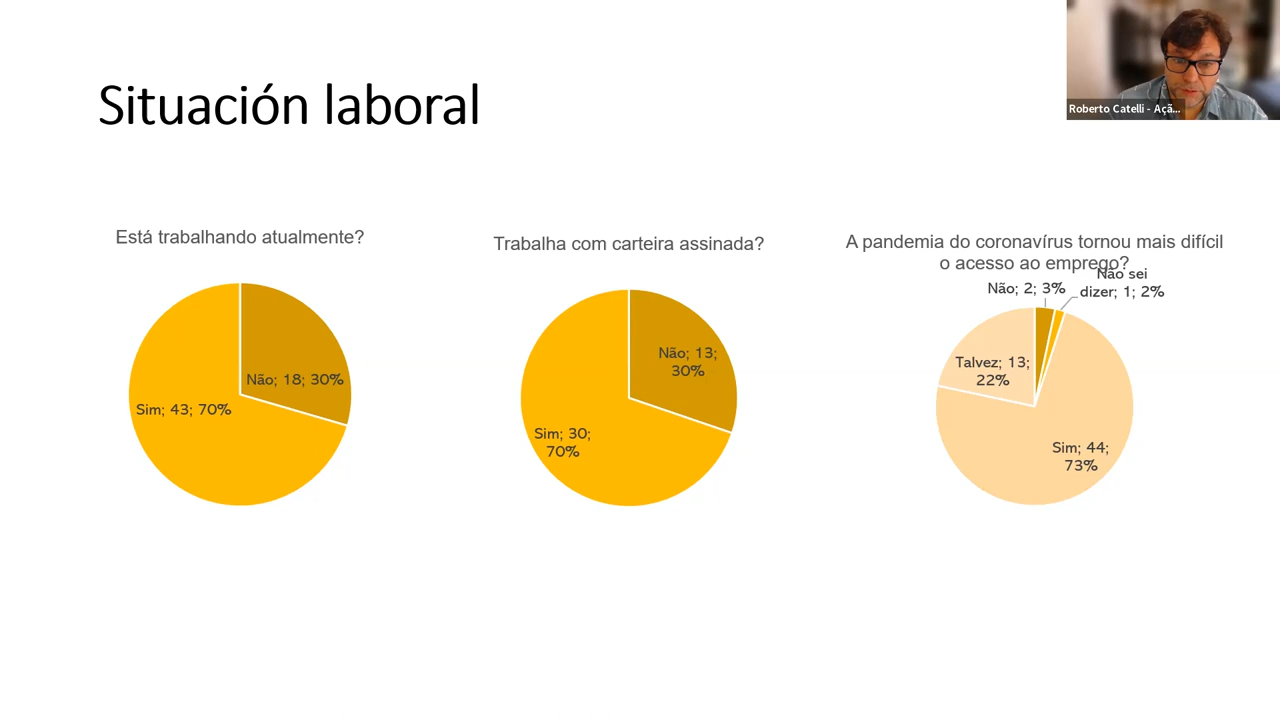 Situación laboral
Roberto Catelli - Açã...
Está trabalhando atualmente?
Não; 18; 30%
Sim; 43; 70%
Trabalha com carteira assinada?
Não; 13;
30%
Sim; 30;
70%
A pandemia do coronavírus tornou mais difícil
o acesso ao emprego?
Não sei
dizer; 1; 2%
Não; 2; 3%
Talvez; 13;
22%
Sim; 44;
73%